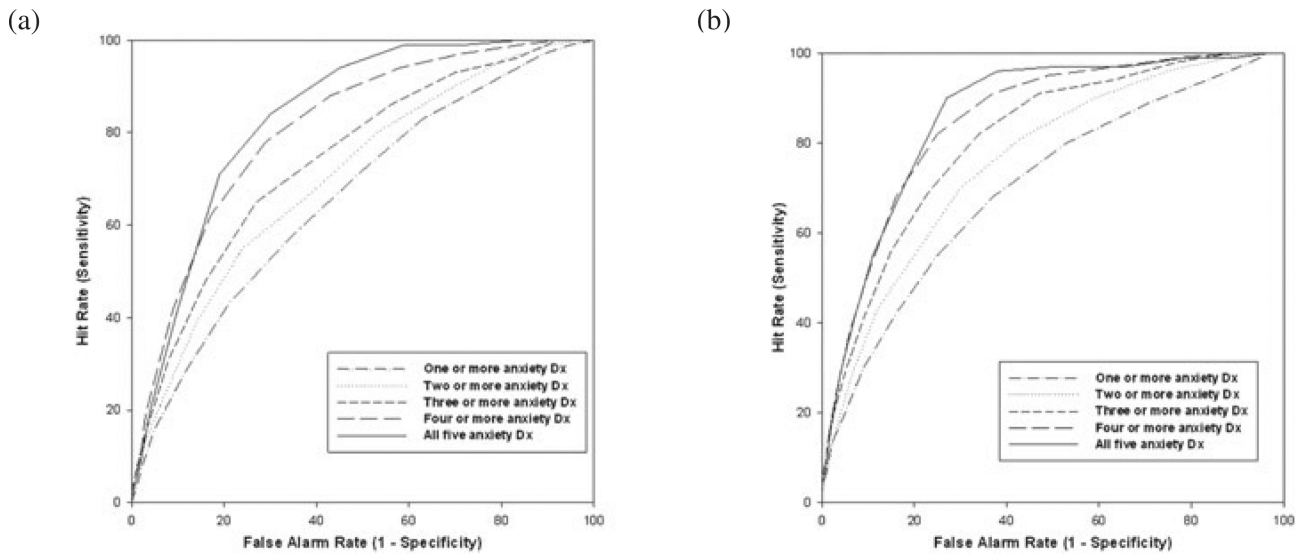 (a)
100
80
60
40
20
0
Hit Rate (Sensitivity)
One or more anxiety Dx
Two or more anxiety Dx
Three or more anxiety Dx
Four or more anxiety Dx
All five anxiety Dx
0 20 40 60 80 100
False Alarm Rate (1 - Specificity)
(b)
100
80
60
40
20
0
Hit Rate (Sensitivity)
One or more anxiety Dx
Two or more anxiety Dx
Three or more anxiety Dx
Four or more anxiety Dx
All five anxiety Dx
0 20 40 60 80 100
False Alarm Rate (1 - Specificity)